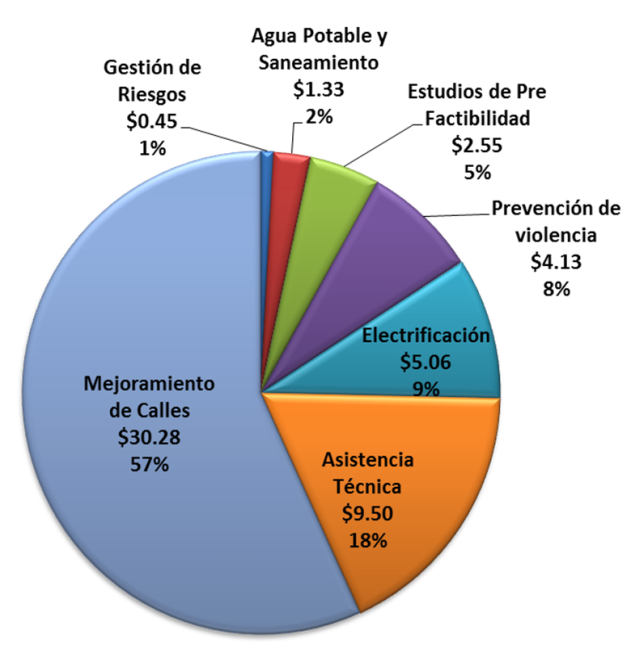 Gestión de
Riesgos
$0.45
1%
Agua Potable y
Saneamiento
$1.33
2%
Estudios de Pre
Factibilidad
$2.55
5%
Prevención de
violencia
$4.13
8%
Electrificación
$5.06
9%
Asistencia
Técnica
$9.50
18%
Mejoramiento
de Calles
$30.28
57%